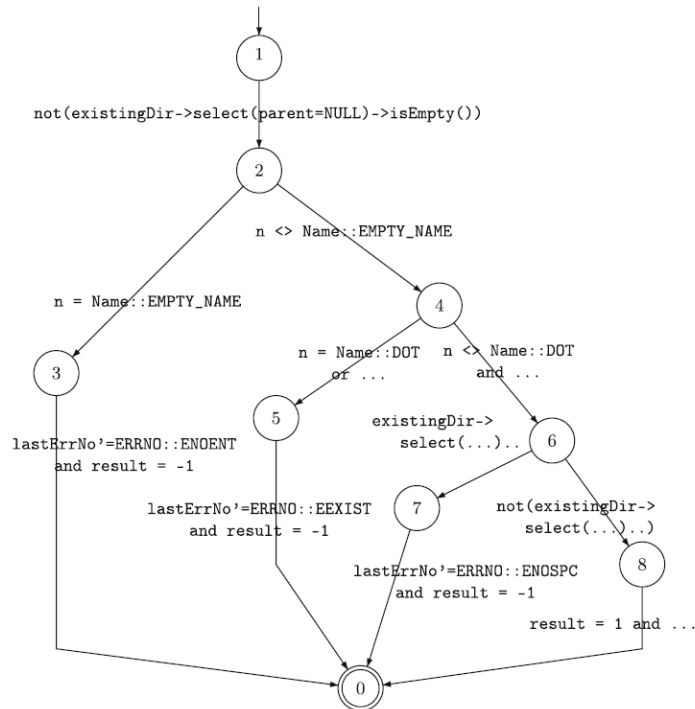 1
not(existingDir->select(parent=NULL)->isEmpty())
2
n <> Name::EMPTY_NAME
n = Name::EMPTY_NAME
4
n = Name::DOT
or ...
n <> Name::DOT
and ...
3
5
existingDir->
select(...)..
6
lastErrNo'=ERRNO::ENOENT
and result = -1
lastErrNo'=ERRNO::EEXIST
and result = -1
7
not(existingDir->
select(...)..)
lastErrNo'=ERRNO::ENOSPC
and result = -1
8
result = 1 and ...
0